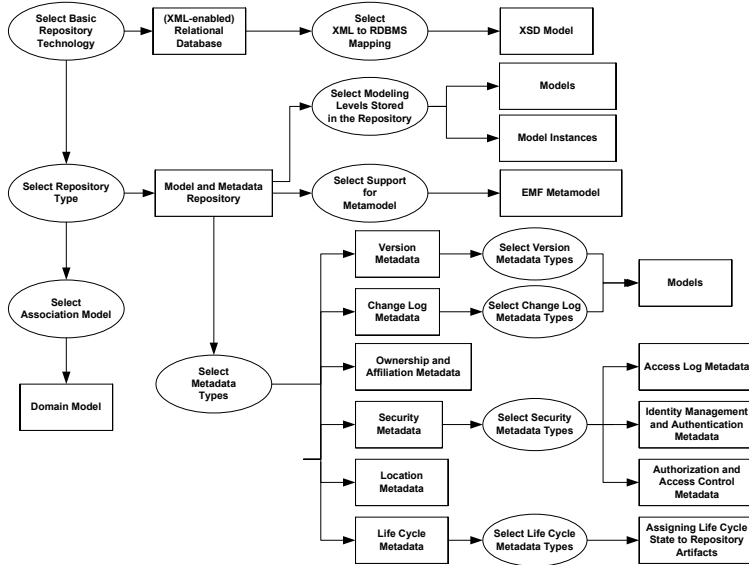 Select Basic
Repository
Technology
(XML-enabled)
Relational
Database
Select
XML to RDBMS
Mapping
XSD Model
Select Modeling
Levels Stored
in the Repository
Models
Model Instances
Select Repository
Type
Model and Metadata
Repository
Select Support
for
Metamodel
EMF Metamodel
Version
Metadata
Select Version
Metadata Types
Models
Change Log
Metadata
Select Change Log
Metadata Types
Select
Association Model
Select
Metadata
Types
Ownership and
Affiliation Metadata
Access Log Metadata
Domain Model
Security
Metadata
Select Security
Metadata Types
Identity Management
and Authentication
Metadata
Location
Metadata
Authorization and
Access Control
Metadata
Life Cycle
Metadata
Select Life Cycle
Metadata Types
Assigning Life Cycle
State to Repository
Artifacts